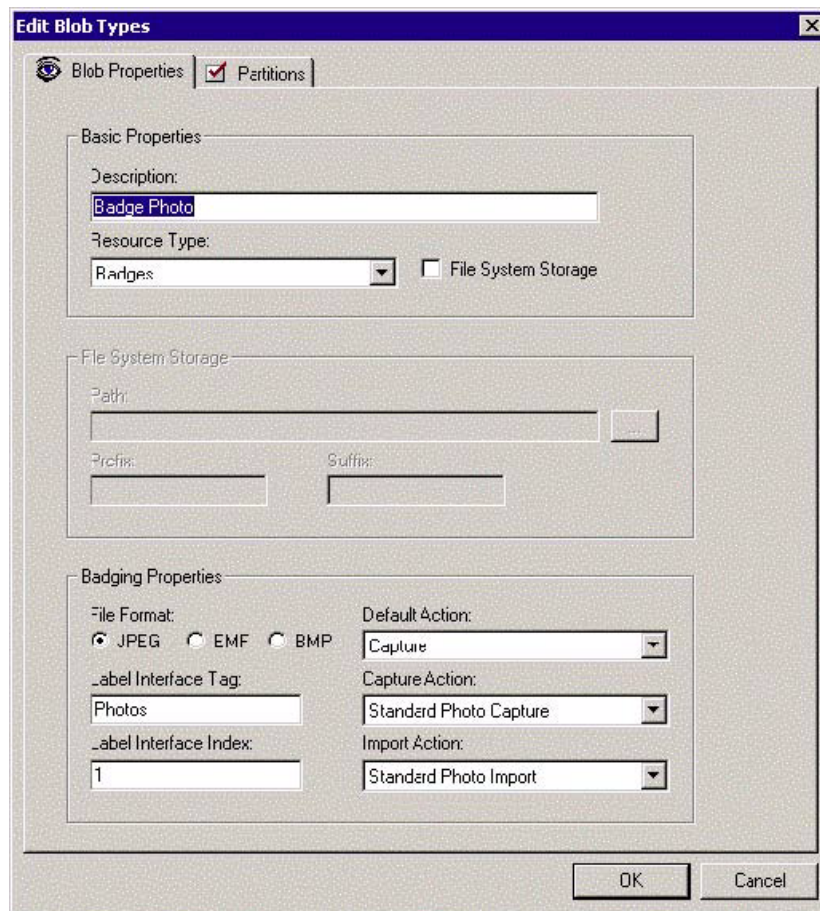 Edit Blob Types
Blob Properties Partitions
Basic Properties
Description:
Badge Photo
Resource Type:
Badges File System Storage
File System Storage
Path:
...
Prefix: Suffix:
Badging Properties
File Format: Default Action:
JPEG EMF BMP Capture
Label Interface Tag: Capture Action:
Photos Standard Photo Capture
Label Interface Index: Import Action:
1 Standard Photo Import
OK Cancel